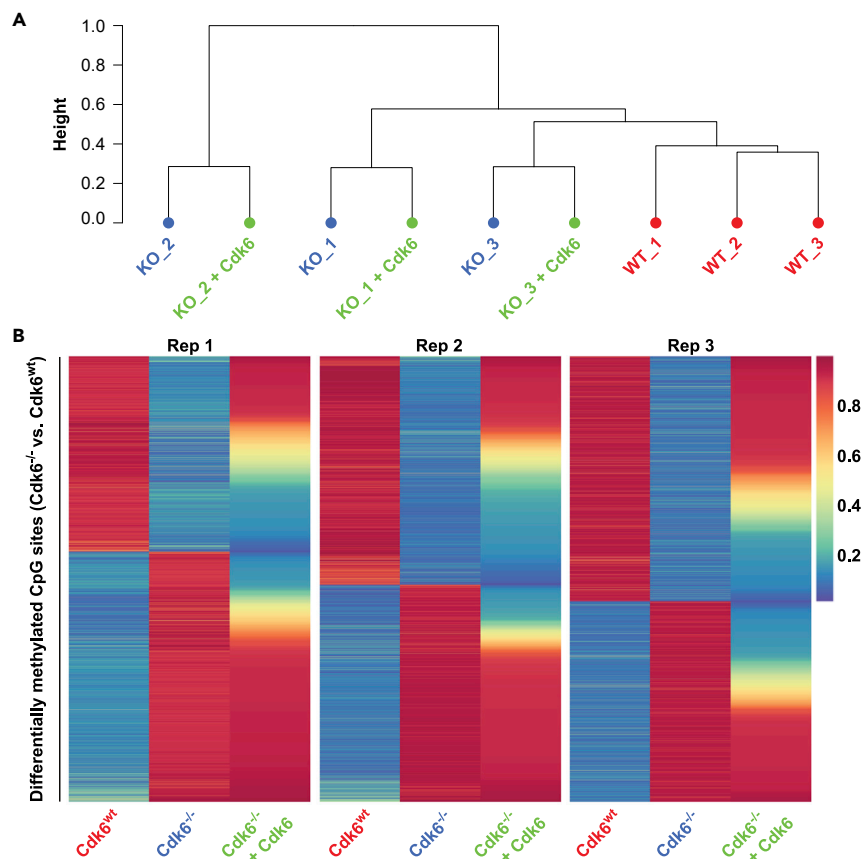 A
Height
1.0
0.8
0.6
0.4
0.2
0.0
KO_2
KO_2 + Cdk6
KO_1
KO_1 + Cdk6
KO_3
KO_3 + Cdk6
WT_1
WT_2
WT_3
B
Rep 1
Rep 2
Rep 3
Differentially methylated CpG sites (Cdk6⁻/⁻ vs. Cdk6ʷᵗ)
0.8
0.6
0.4
0.2
Cdk6ʷᵗ
Cdk6⁻/⁻
Cdk6⁻/⁻
+ Cdk6
Cdk6ʷᵗ
Cdk6⁻/⁻
Cdk6⁻/⁻
+ Cdk6
Cdk6ʷᵗ
Cdk6⁻/⁻
Cdk6⁻/⁻
+ Cdk6